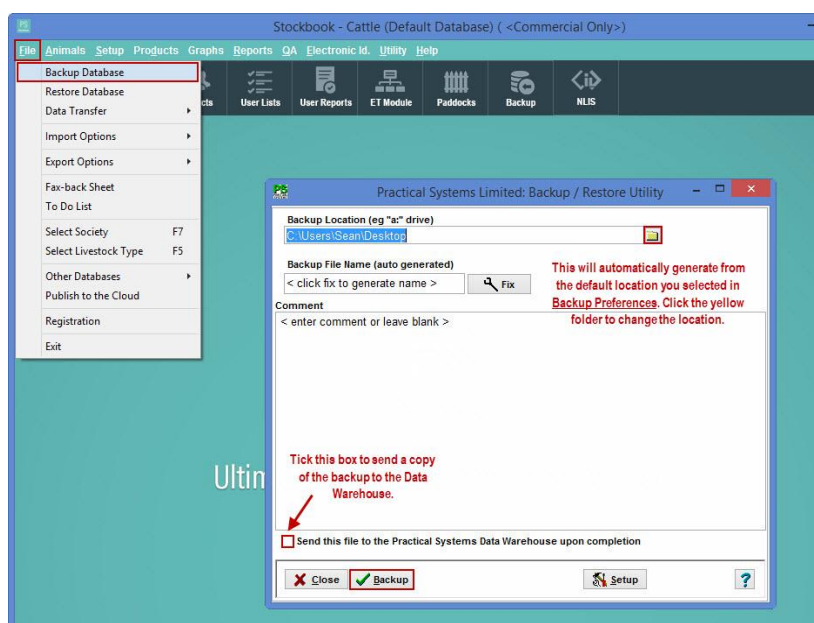 Stockbook - Cattle (Default Database) ( <Commercial Only>)
File Animals Setup Products Graphs Reports QA Electronic Id. Utility Help
cts User Lists User Reports ET Module Paddocks Backup NLIS
Backup Database
Restore Database
Data Transfer
Import Options
Export Options
Fax-back Sheet
To Do List
Select Society F7
Select Livestock Type F5
Other Databases
Publish to the Cloud
Registration
Exit
Ultim
Practical Systems Limited: Backup / Restore Utility
Backup Location (eg "a:" drive)
C:\Users\Sean\Desktop
Backup File Name (auto generated)
< click fix to generate name >
Fix
This will automatically generate from
the default location you selected in
Backup Preferences. Click the yellow
folder to change the location.
Comment
< enter comment or leave blank >
Tick this box to send a copy
of the backup to the Data
Warehouse.
Send this file to the Practical Systems Data Warehouse upon completion
Close Backup Setup ?